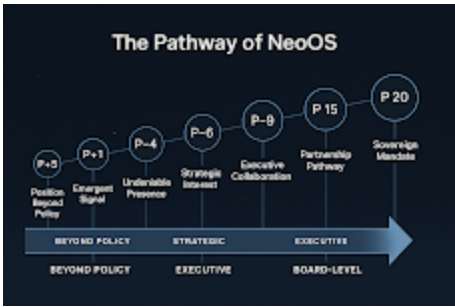 The Pathway of NeoOS
P+5
P+1
P-4
P-6
P-9
P 15
P 20
Position
Beyond
Policy
Emergent
Signal
Undeniable
Presence
Strategic
Interest
Executive
Collaboration
Partnership
Pathway
Sovereign
Mandate
BEYOND POLICY STRATEGIC EXECUTIVE
BEYOND POLICY EXECUTIVE BOARD-LEVEL